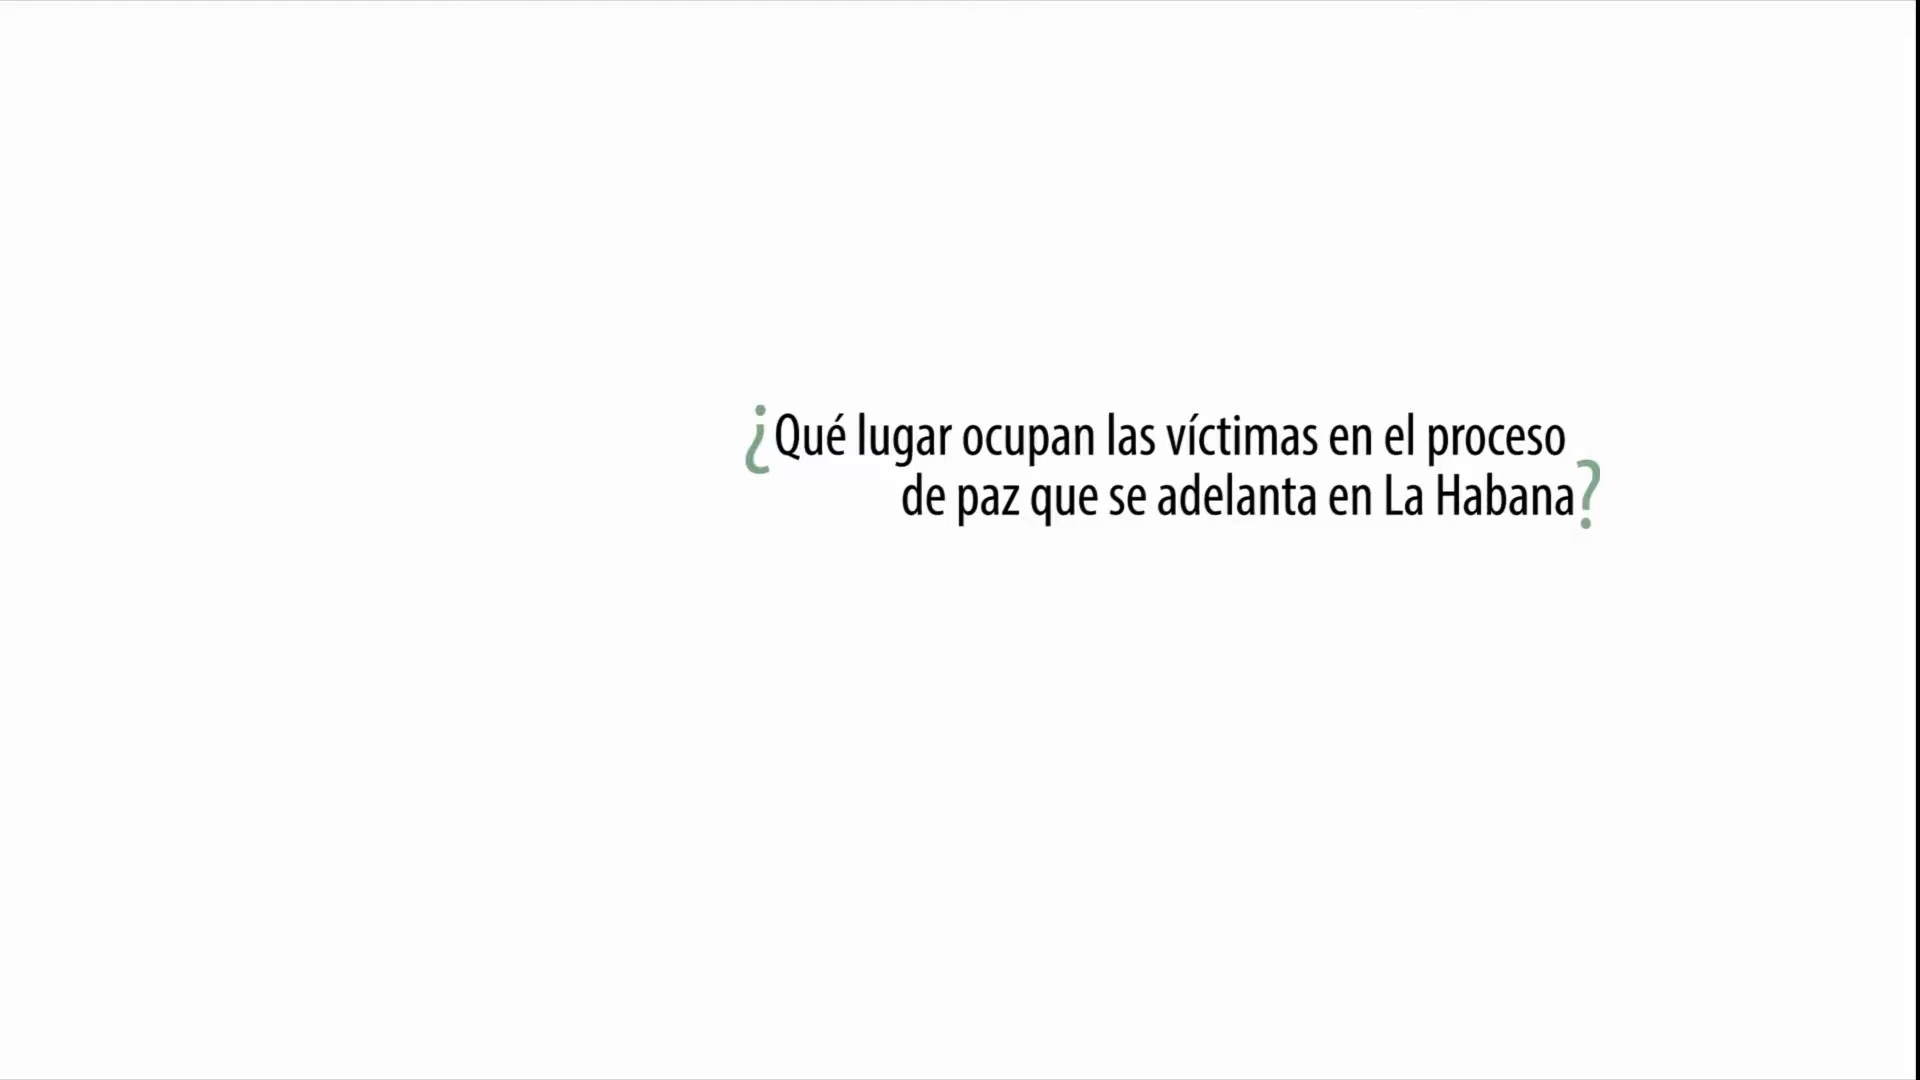 ¿Qué lugar ocupan las víctimas en el proceso
de paz que se adelanta en La Habana?